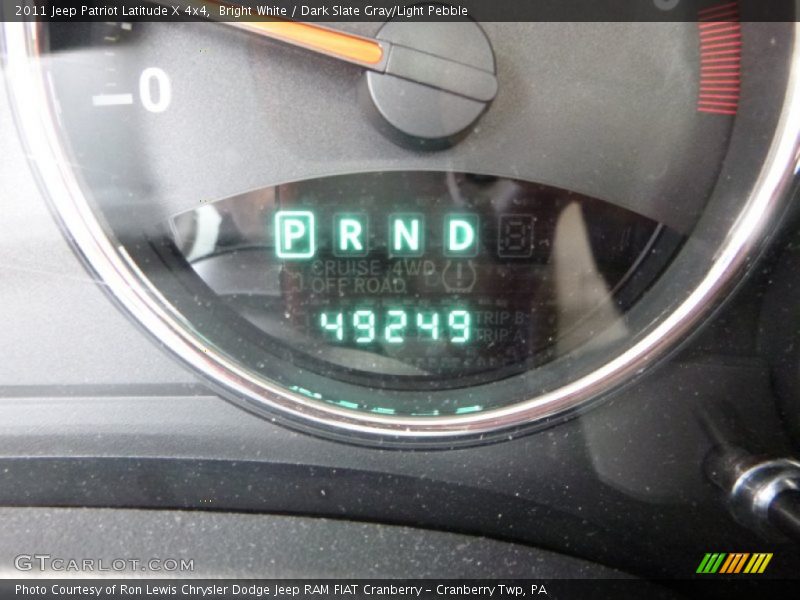 2011 Jeep Patriot Latitude X 4x4, Bright White / Dark Slate Gray/Light Pebble
0
P R N D
CRUISE 4WD
OFF ROAD
TRIP B
49249
TRIP A
GTCARLOT.COM
Photo Courtesy of Ron Lewis Chrysler Dodge Jeep RAM FIAT Cranberry – Cranberry Twp, PA